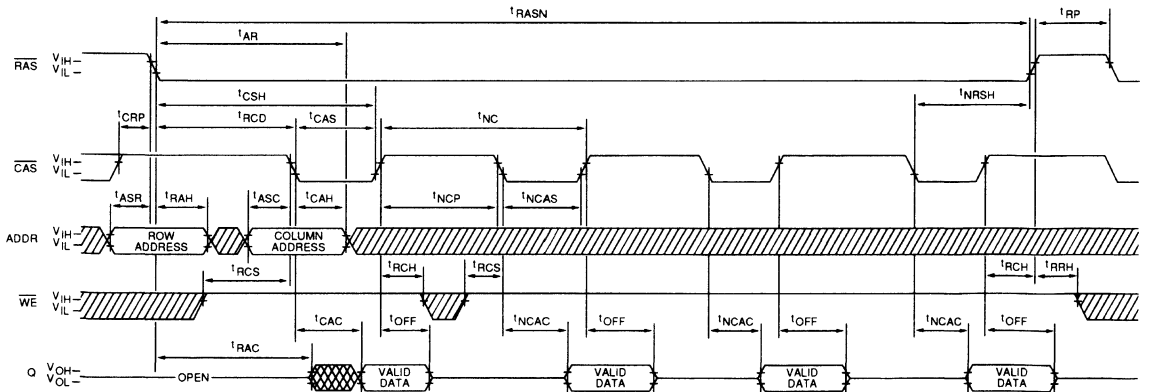 tRASN
tRP
tAR
RAS VIH
VIL
tCSH
tNRSH
tCRP
tRCD
tCAS
tNC
CAS VIH
VIL
tASR
tRAH
tASC
tCAH
tNCP
tNCAS
ADDR VIH
VIL
ROW
ADDRESS
COLUMN
ADDRESS
tRCS
tRCH
tRCS
tRCH
tRRH
WE VIH
VIL
tCAC
tOFF
tNCAC
tOFF
tNCAC
tOFF
tNCAC
tOFF
tRAC
Q VOH
VOL
OPEN
VALID
DATA
VALID
DATA
VALID
DATA
VALID
DATA